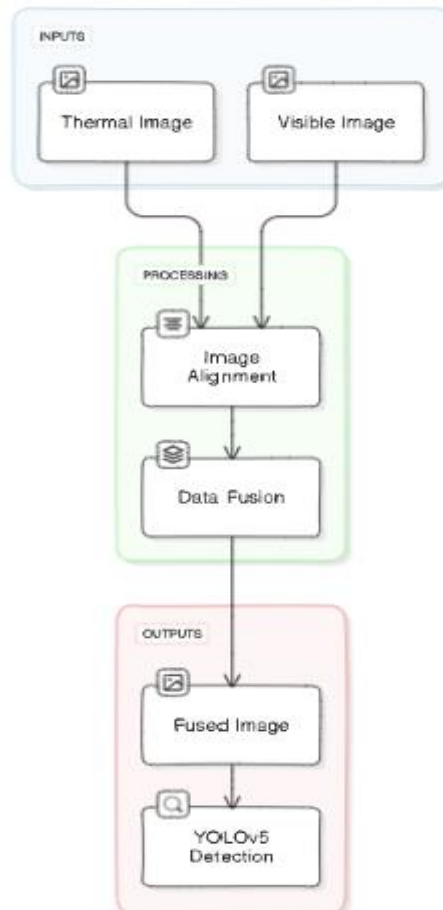 INPUTS
Thermal Image
Visible Image
PROCESSING
Image
Alignment
Data Fusion
OUTPUTS
Fused Image
YOLOv5
Detection